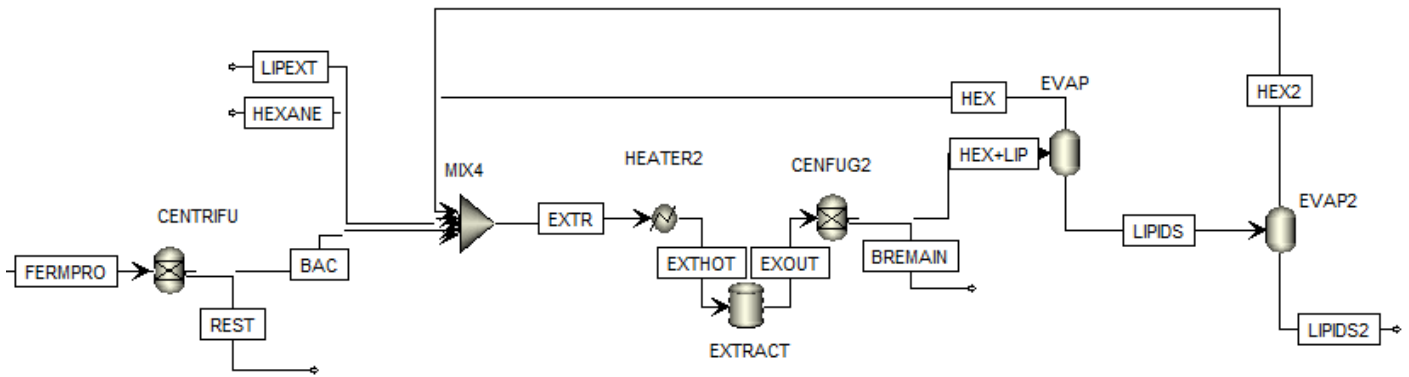 LIPEXT
HEX
EVAP
HEX2
HEXANE
HEATER2
CENFUG2
HEX+LIP
MIX4
CENTRIFU
EXTR
EVAP2
LIPIDS
FERMPRO
BAC
EXTHOT
EXOUT
BREMAIN
REST
EXTRACT
LIPIDS2